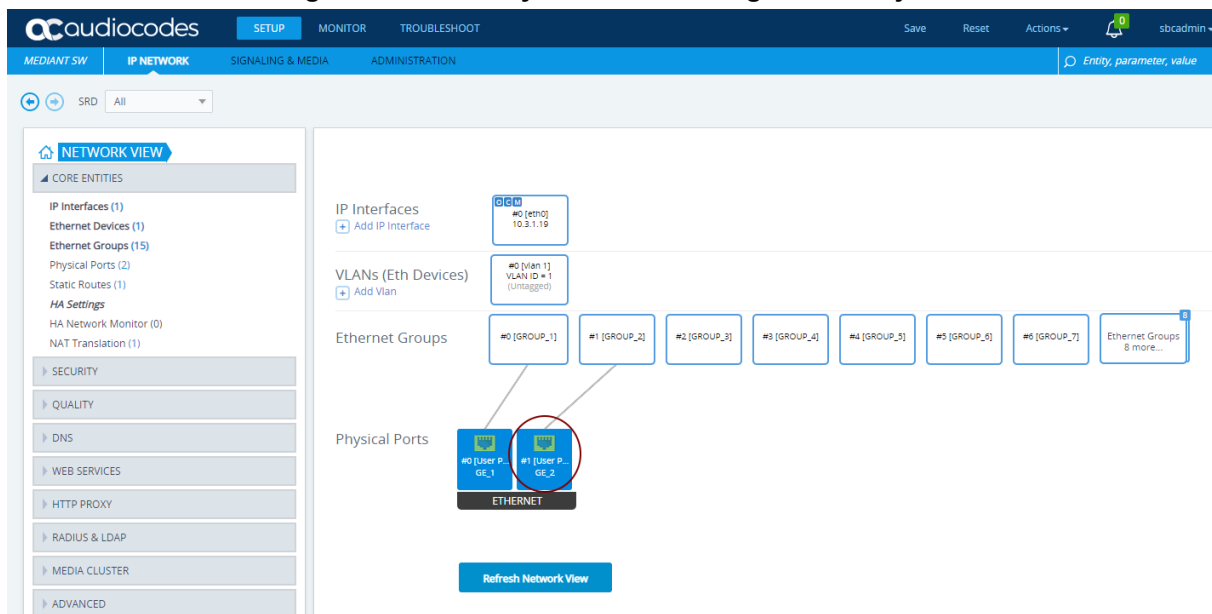 audiocodes
SETUP
MONITOR
TROUBLESHOOT
Save
Reset
Actions
0
sbcadmin
MEDIANT SW
IP NETWORK
SIGNALING & MEDIA
ADMINISTRATION
Entity, parameter, value
SRD
All
NETWORK VIEW
CORE ENTITIES
IP Interfaces (1)
Ethernet Devices (1)
Ethernet Groups (15)
Physical Ports (2)
Static Routes (1)
HA Settings
HA Network Monitor (0)
NAT Translation (1)
SECURITY
QUALITY
DNS
WEB SERVICES
HTTP PROXY
RADIUS & LDAP
MEDIA CLUSTER
ADVANCED
IP Interfaces
+ Add IP Interface
O C M
#0 [eth0]
10.3.1.19
VLANs (Eth Devices)
+ Add Vlan
#0 [vlan 1]
VLAN ID = 1
(Untagged)
Ethernet Groups
#0 [GROUP_1]
#1 [GROUP_2]
#2 [GROUP_3]
#3 [GROUP_4]
#4 [GROUP_5]
#5 [GROUP_6]
#6 [GROUP_7]
8
Ethernet Groups
8 more...
Physical Ports
#0 [User P...
GE_1
#1 [User P...
GE_2
ETHERNET
Refresh Network View